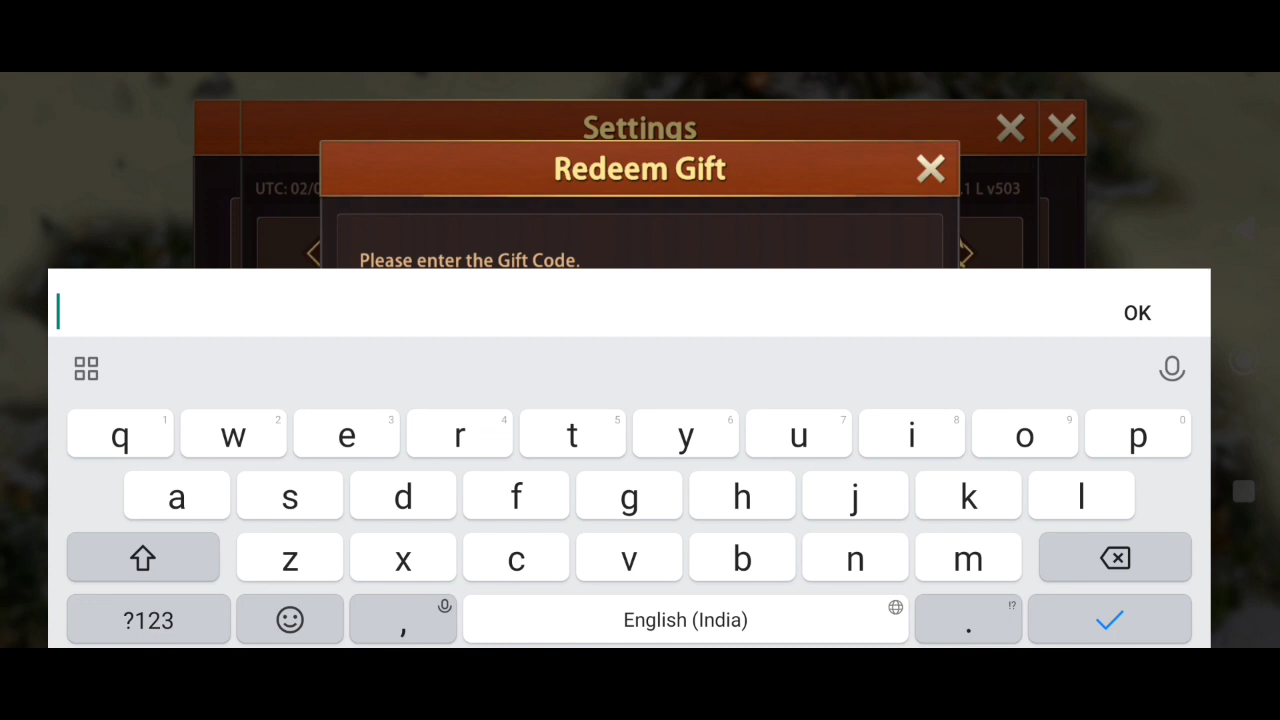 Settings
Redeem Gift
UTC: 02/0
.1 L v503
Please enter the Gift Code.
OK
q 1 w 2 e 3 r 4 t 5 y 6 u 7 i 8 o 9 p 0
a s d f g h j k l
z x c v b n m
?123 , English (India) . !?